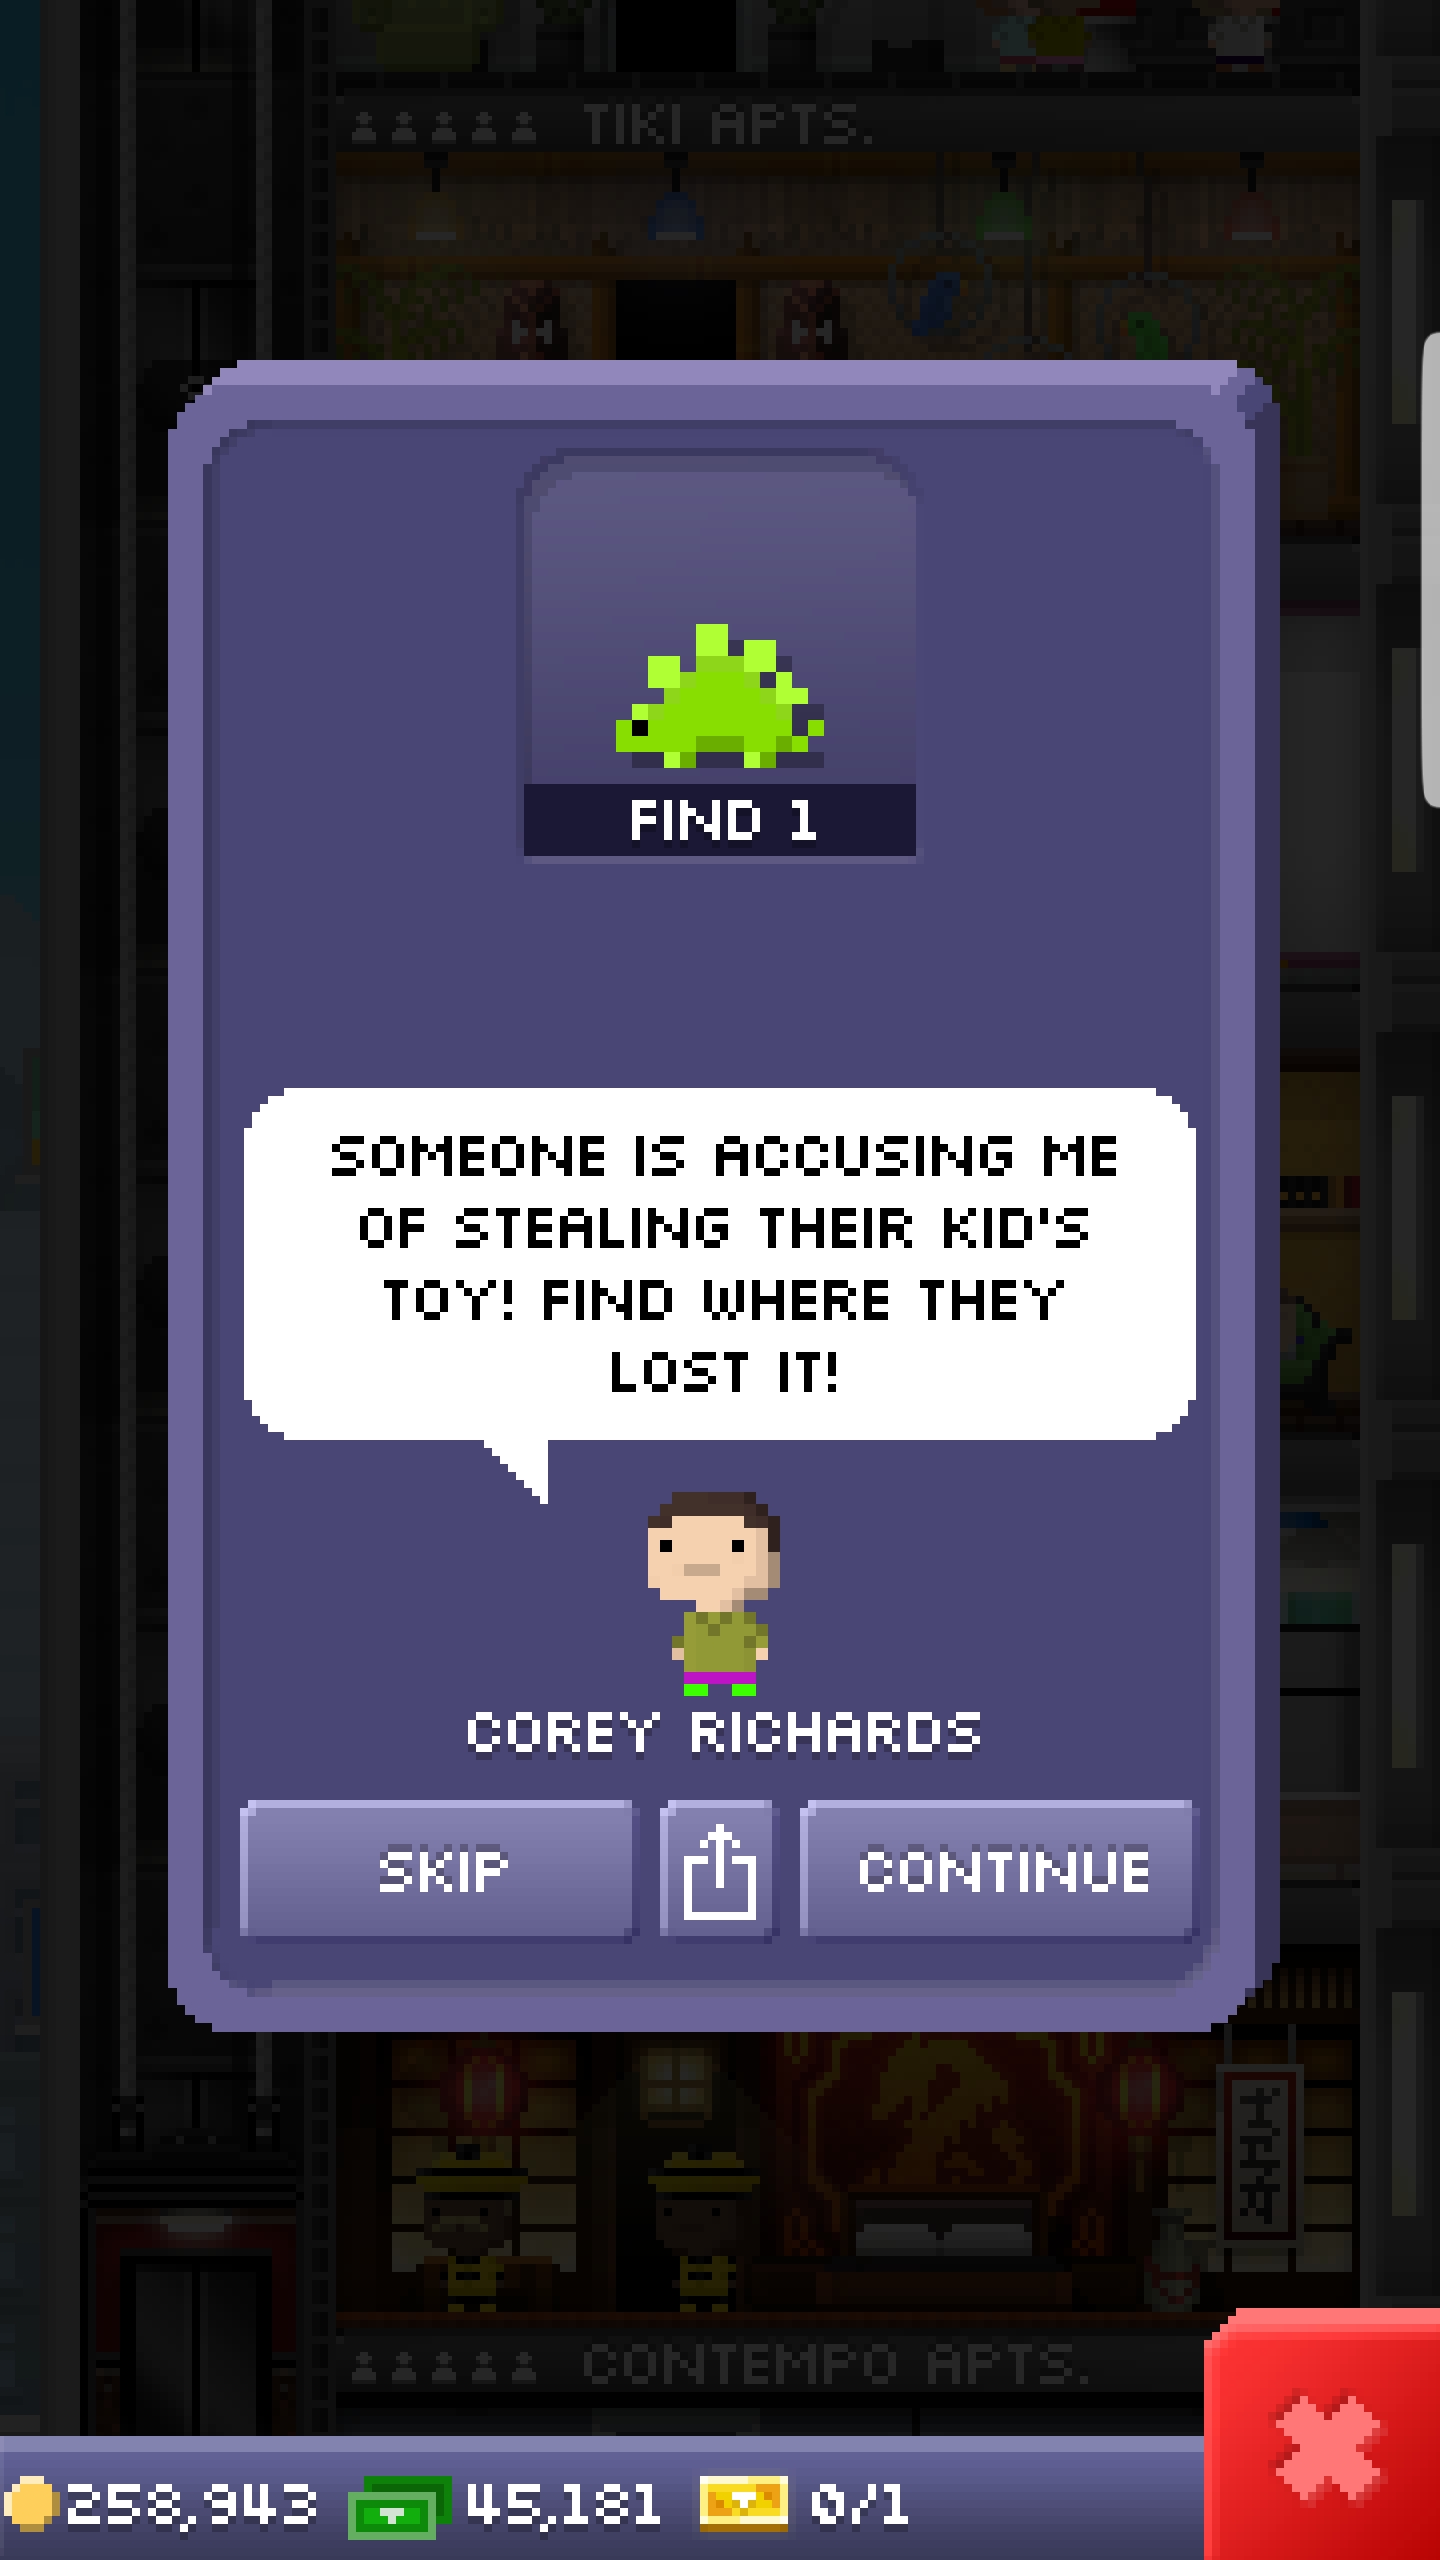 TIKI APTS.
FIND 1
SOMEONE IS ACCUSING ME
OF STEALING THEIR KID'S
TOY! FIND WHERE THEY
LOST IT!
COREY RICHARDS
SKIP
CONTINUE
CONTEMPO APTS.
258,943 45,181 0/1